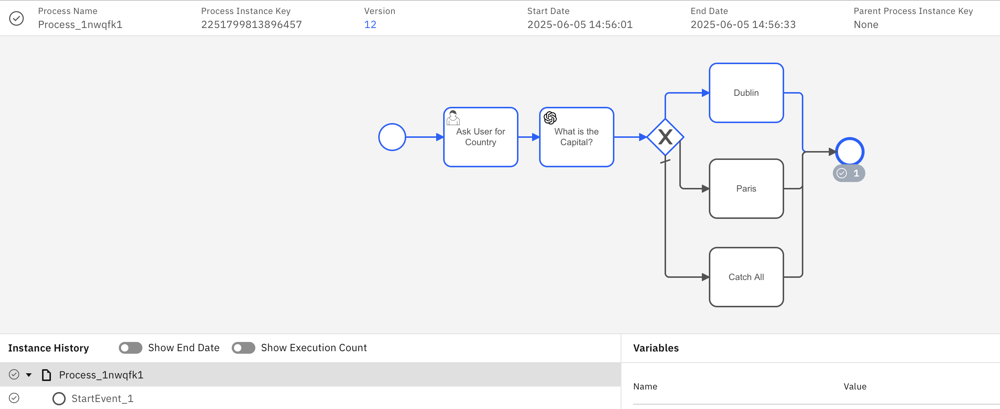 Process Name
Process_1nwqfk1
Process Instance Key
2251799813896457
Version
12
Start Date
2025-06-05 14:56:01
End Date
2025-06-05 14:56:33
Parent Process Instance Key
None
Ask User for
Country
What is the
Capital?
X
Dublin
Paris
Catch All
1
Instance History
Show End Date
Show Execution Count
Variables
Process_1nwqfk1
Name
Value
StartEvent_1